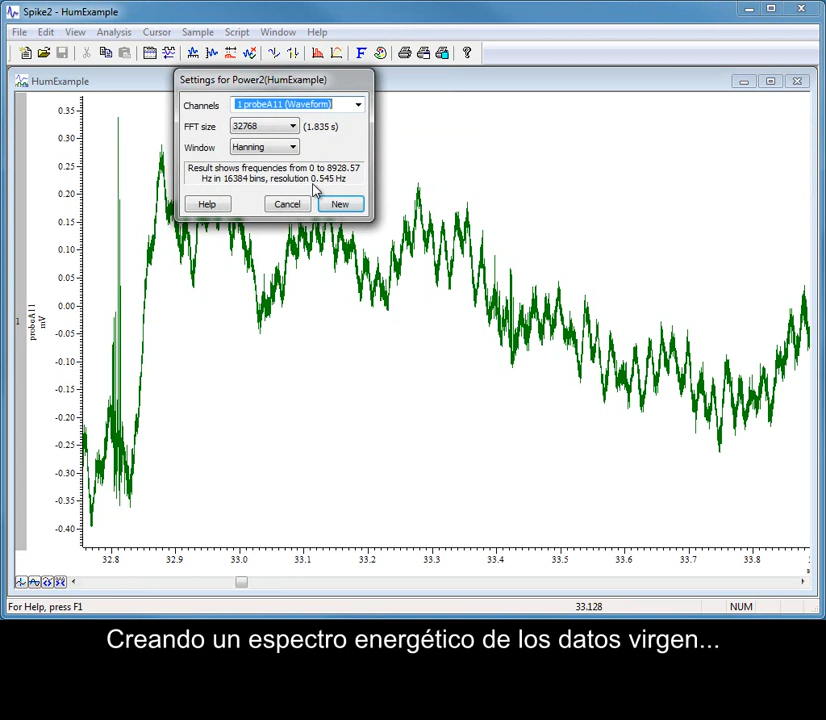 Spike2 - HumExample
File Edit View Analysis Cursor Sample Script Window Help
HumExample
Settings for Power2(HumExample)
Channels 1 probeA11 (Waveform)
FFT size 32768 (1.835 s)
Window Hanning
Result shows frequencies from 0 to 8928.57
Hz in 16384 bins, resolution 0.545 Hz
Help Cancel New
0.35
0.30
0.25
0.20
0.15
0.10
0.05
0.00
-0.05
-0.10
-0.15
-0.20
-0.25
-0.30
-0.35
-0.40
1
probeA11
mV
32.8 32.9 33.0 33.1 33.2 33.3 33.4 33.5 33.6 33.7 33.8
s
For Help, press F1 33.128 NUM
Creando un espectro energético de los datos virgen...